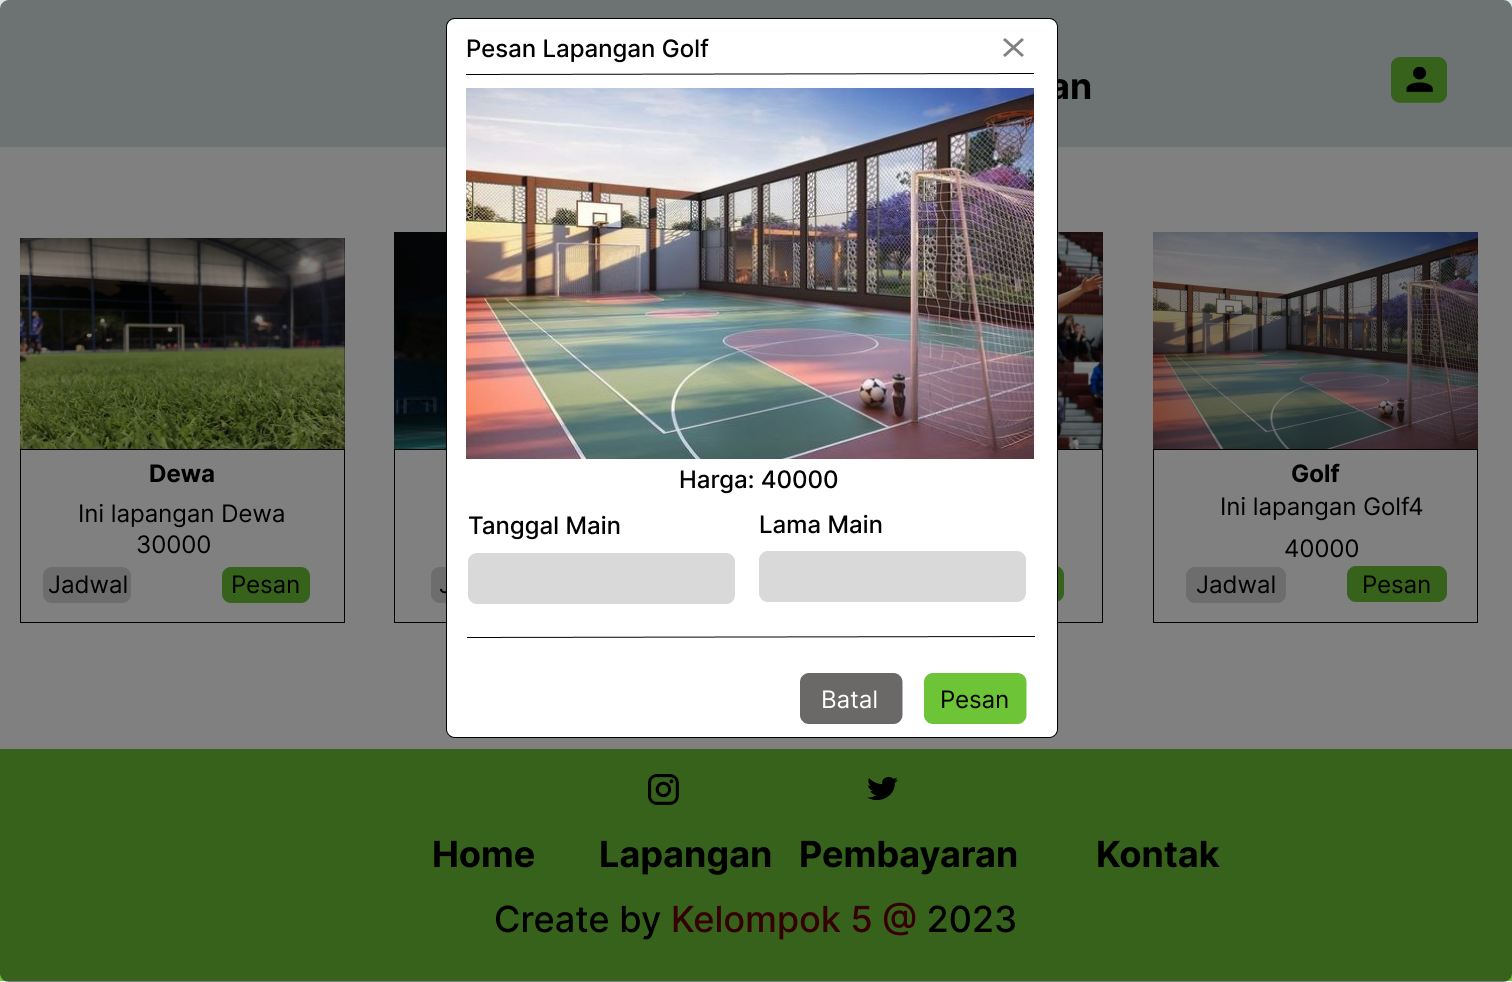 Pesan Lapangan Golf
an
Harga: 40000
Tanggal Main
Lama Main
Batal
Pesan
Dewa
Ini lapangan Dewa
30000
Jadwal
Pesan
J
Golf
Ini lapangan Golf4
40000
Jadwal
Pesan
Home
Lapangan
Pembayaran
Kontak
Create by Kelompok 5 @ 2023